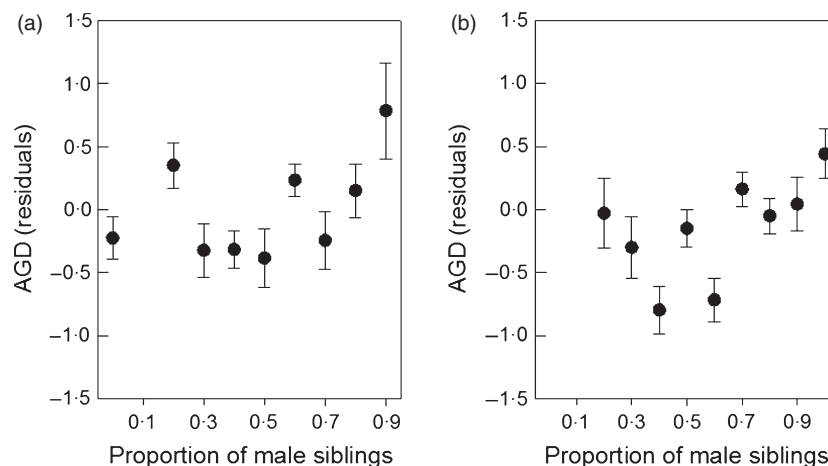 (a)
1·5
1·0
0·5
0·0
–0·5
–1·0
–1·5
AGD (residuals)
0·1 0·3 0·5 0·7 0·9
Proportion of male siblings
(b)
1·5
1·0
0·5
0·0
–0·5
–1·0
–1·5
AGD (residuals)
0·1 0·3 0·5 0·7 0·9
Proportion of male siblings